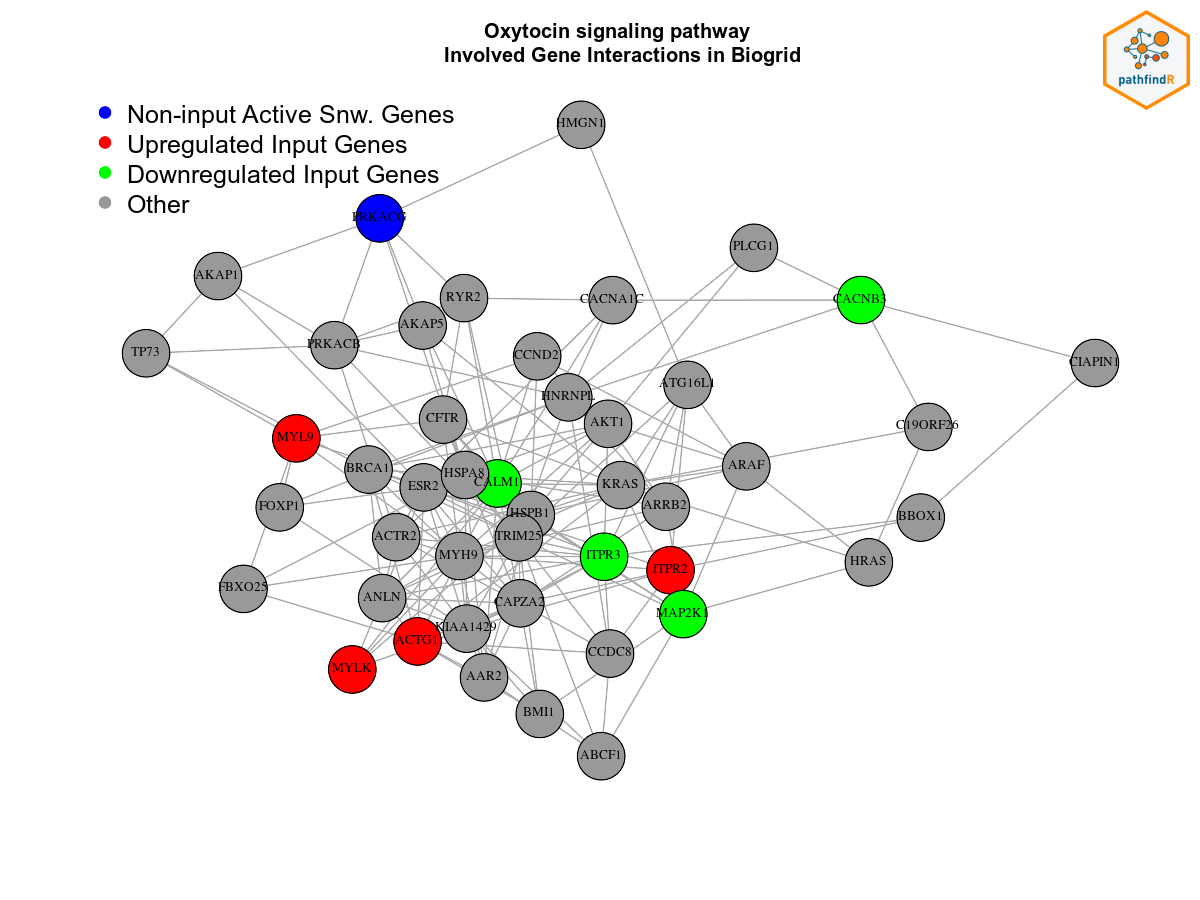 Oxytocin signaling pathway
Involved Gene Interactions in Biogrid
pathfindR
Non-input Active Snw. Genes
Upregulated Input Genes
Downregulated Input Genes
Other
HMGN1
PRKACG
PLCG1
AKAP1
RYR2
CACNA1C
CACNB3
AKAP5
PRKACB
TP73
CCND2
CIAPIN1
ATG16L1
HNRNPL
CFTR
AKT1
C19ORF26
MYL9
BRCA1
ARAF
HSPA8
CALM1
ESR2
KRAS
FOXP1
ARRB2
HSPB1
BBOX1
ACTR2
TRIM25
MYH9
ITPR3
HRAS
ITPR2
FBXO25
ANLN
CAPZA2
MAP2K1
KIAA1429
ACTG1
CCDC8
MYLK
AAR2
BMI1
ABCF1